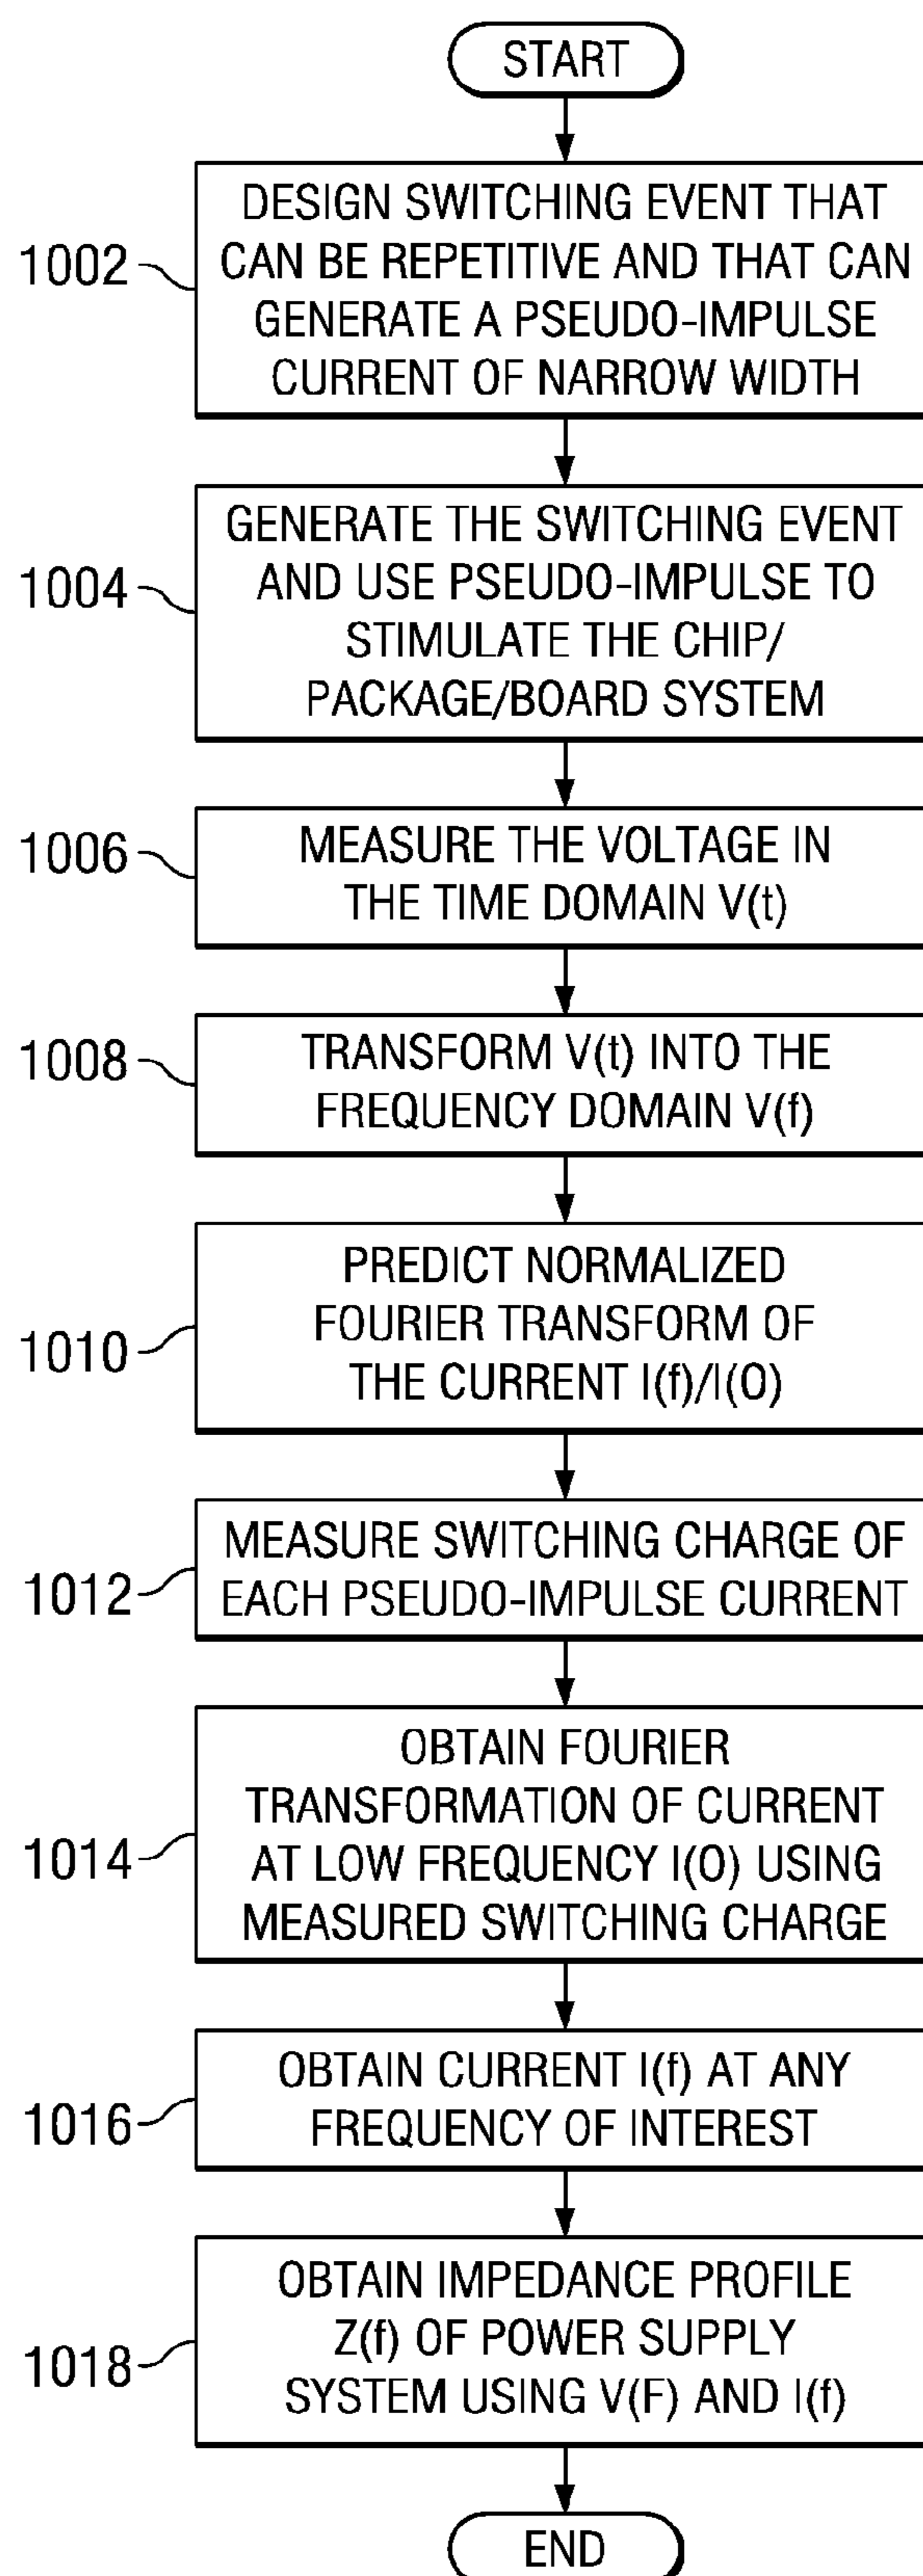 START
1002
DESIGN SWITCHING EVENT THAT
CAN BE REPETITIVE AND THAT CAN
GENERATE A PSEUDO-IMPULSE
CURRENT OF NARROW WIDTH
1004
GENERATE THE SWITCHING EVENT
AND USE PSEUDO-IMPULSE TO
STIMULATE THE CHIP/
PACKAGE/BOARD SYSTEM
1006
MEASURE THE VOLTAGE IN
THE TIME DOMAIN V(t)
1008
TRANSFORM V(t) INTO THE
FREQUENCY DOMAIN V(f)
1010
PREDICT NORMALIZED
FOURIER TRANSFORM OF
THE CURRENT I(f)/I(O)
1012
MEASURE SWITCHING CHARGE OF
EACH PSEUDO-IMPULSE CURRENT
1014
OBTAIN FOURIER
TRANSFORMATION OF CURRENT
AT LOW FREQUENCY I(O) USING
MEASURED SWITCHING CHARGE
1016
OBTAIN CURRENT I(f) AT ANY
FREQUENCY OF INTEREST
1018
OBTAIN IMPEDANCE PROFILE
Z(f) OF POWER SUPPLY
SYSTEM USING V(F) AND I(f)
END